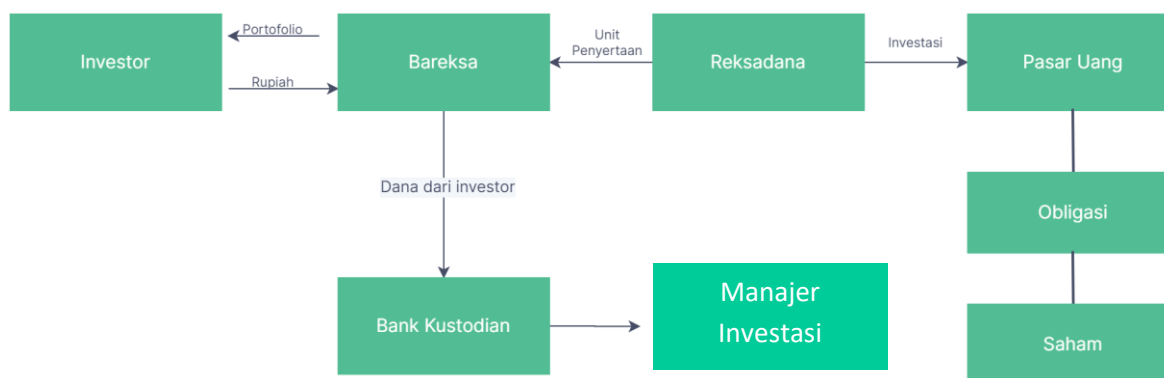 Investor
Portofolio
Rupiah
Bareksa
Unit
Penyertaan
Reksadana
Investasi
Pasar Uang
Dana dari investor
Obligasi
Bank Kustodian
Manajer
Investasi
Saham